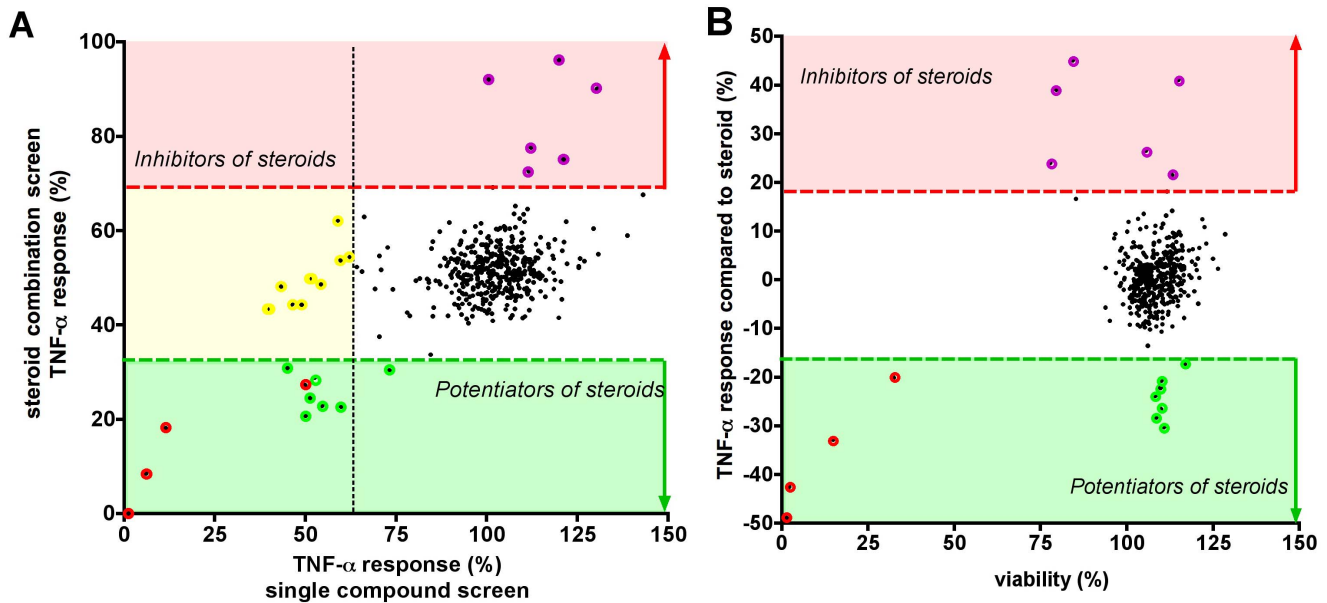 A
steroid combination screen
TNF-α response (%)
100
80
60
40
20
0
Inhibitors of steroids
Potentiators of steroids
0 25 50 75 100 125 150
TNF-α response (%)
single compound screen
B
TNF-α response compared to steroid (%)
50
40
30
20
10
0
-10
-20
-30
-40
-50
Inhibitors of steroids
Potentiators of steroids
0 25 50 75 100 125 150
viability (%)